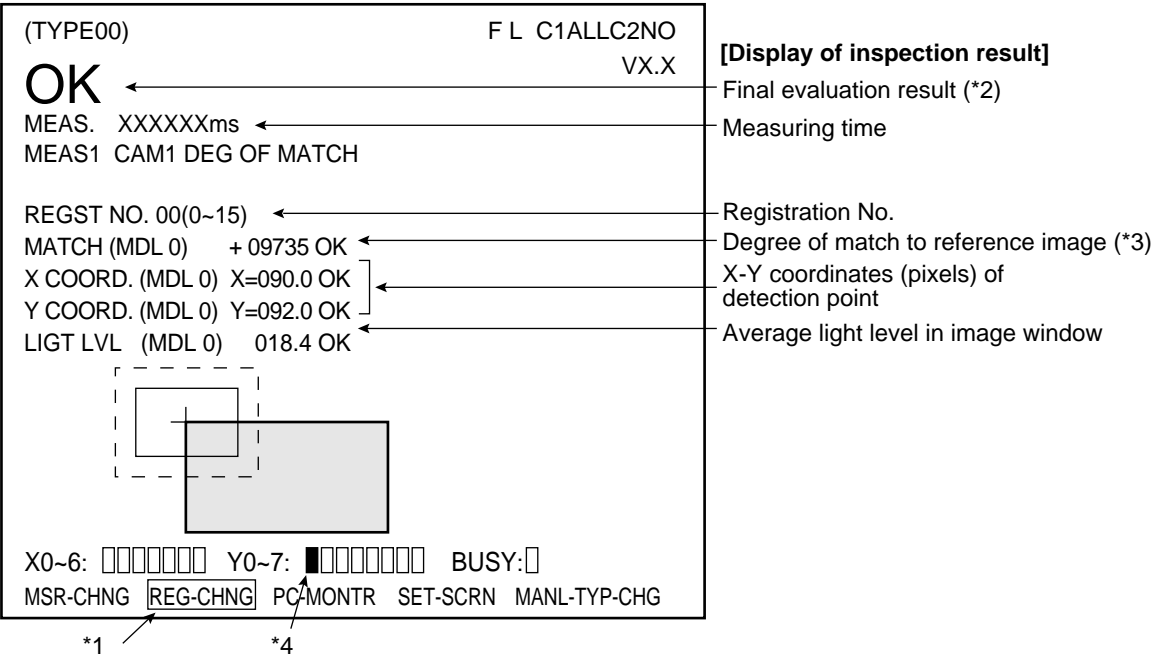 (TYPE00) F L C1ALLC2NO
VX.X
[Display of inspection result]
OK
Final evaluation result (*2)
MEAS. XXXXXXms
Measuring time
MEAS1 CAM1 DEG OF MATCH
REGST NO. 00(0~15)
Registration No.
MATCH (MDL 0) + 09735 OK
Degree of match to reference image (*3)
X COORD. (MDL 0) X=090.0 OK
X-Y coordinates (pixels) of
detection point
Y COORD. (MDL 0) Y=092.0 OK
LIGT LVL (MDL 0) 018.4 OK
Average light level in image window
X0~6: Y0~7: BUSY:
MSR-CHNG REG-CHNG PC-MONTR SET-SCRN MANL-TYP-CHG
*1 *4